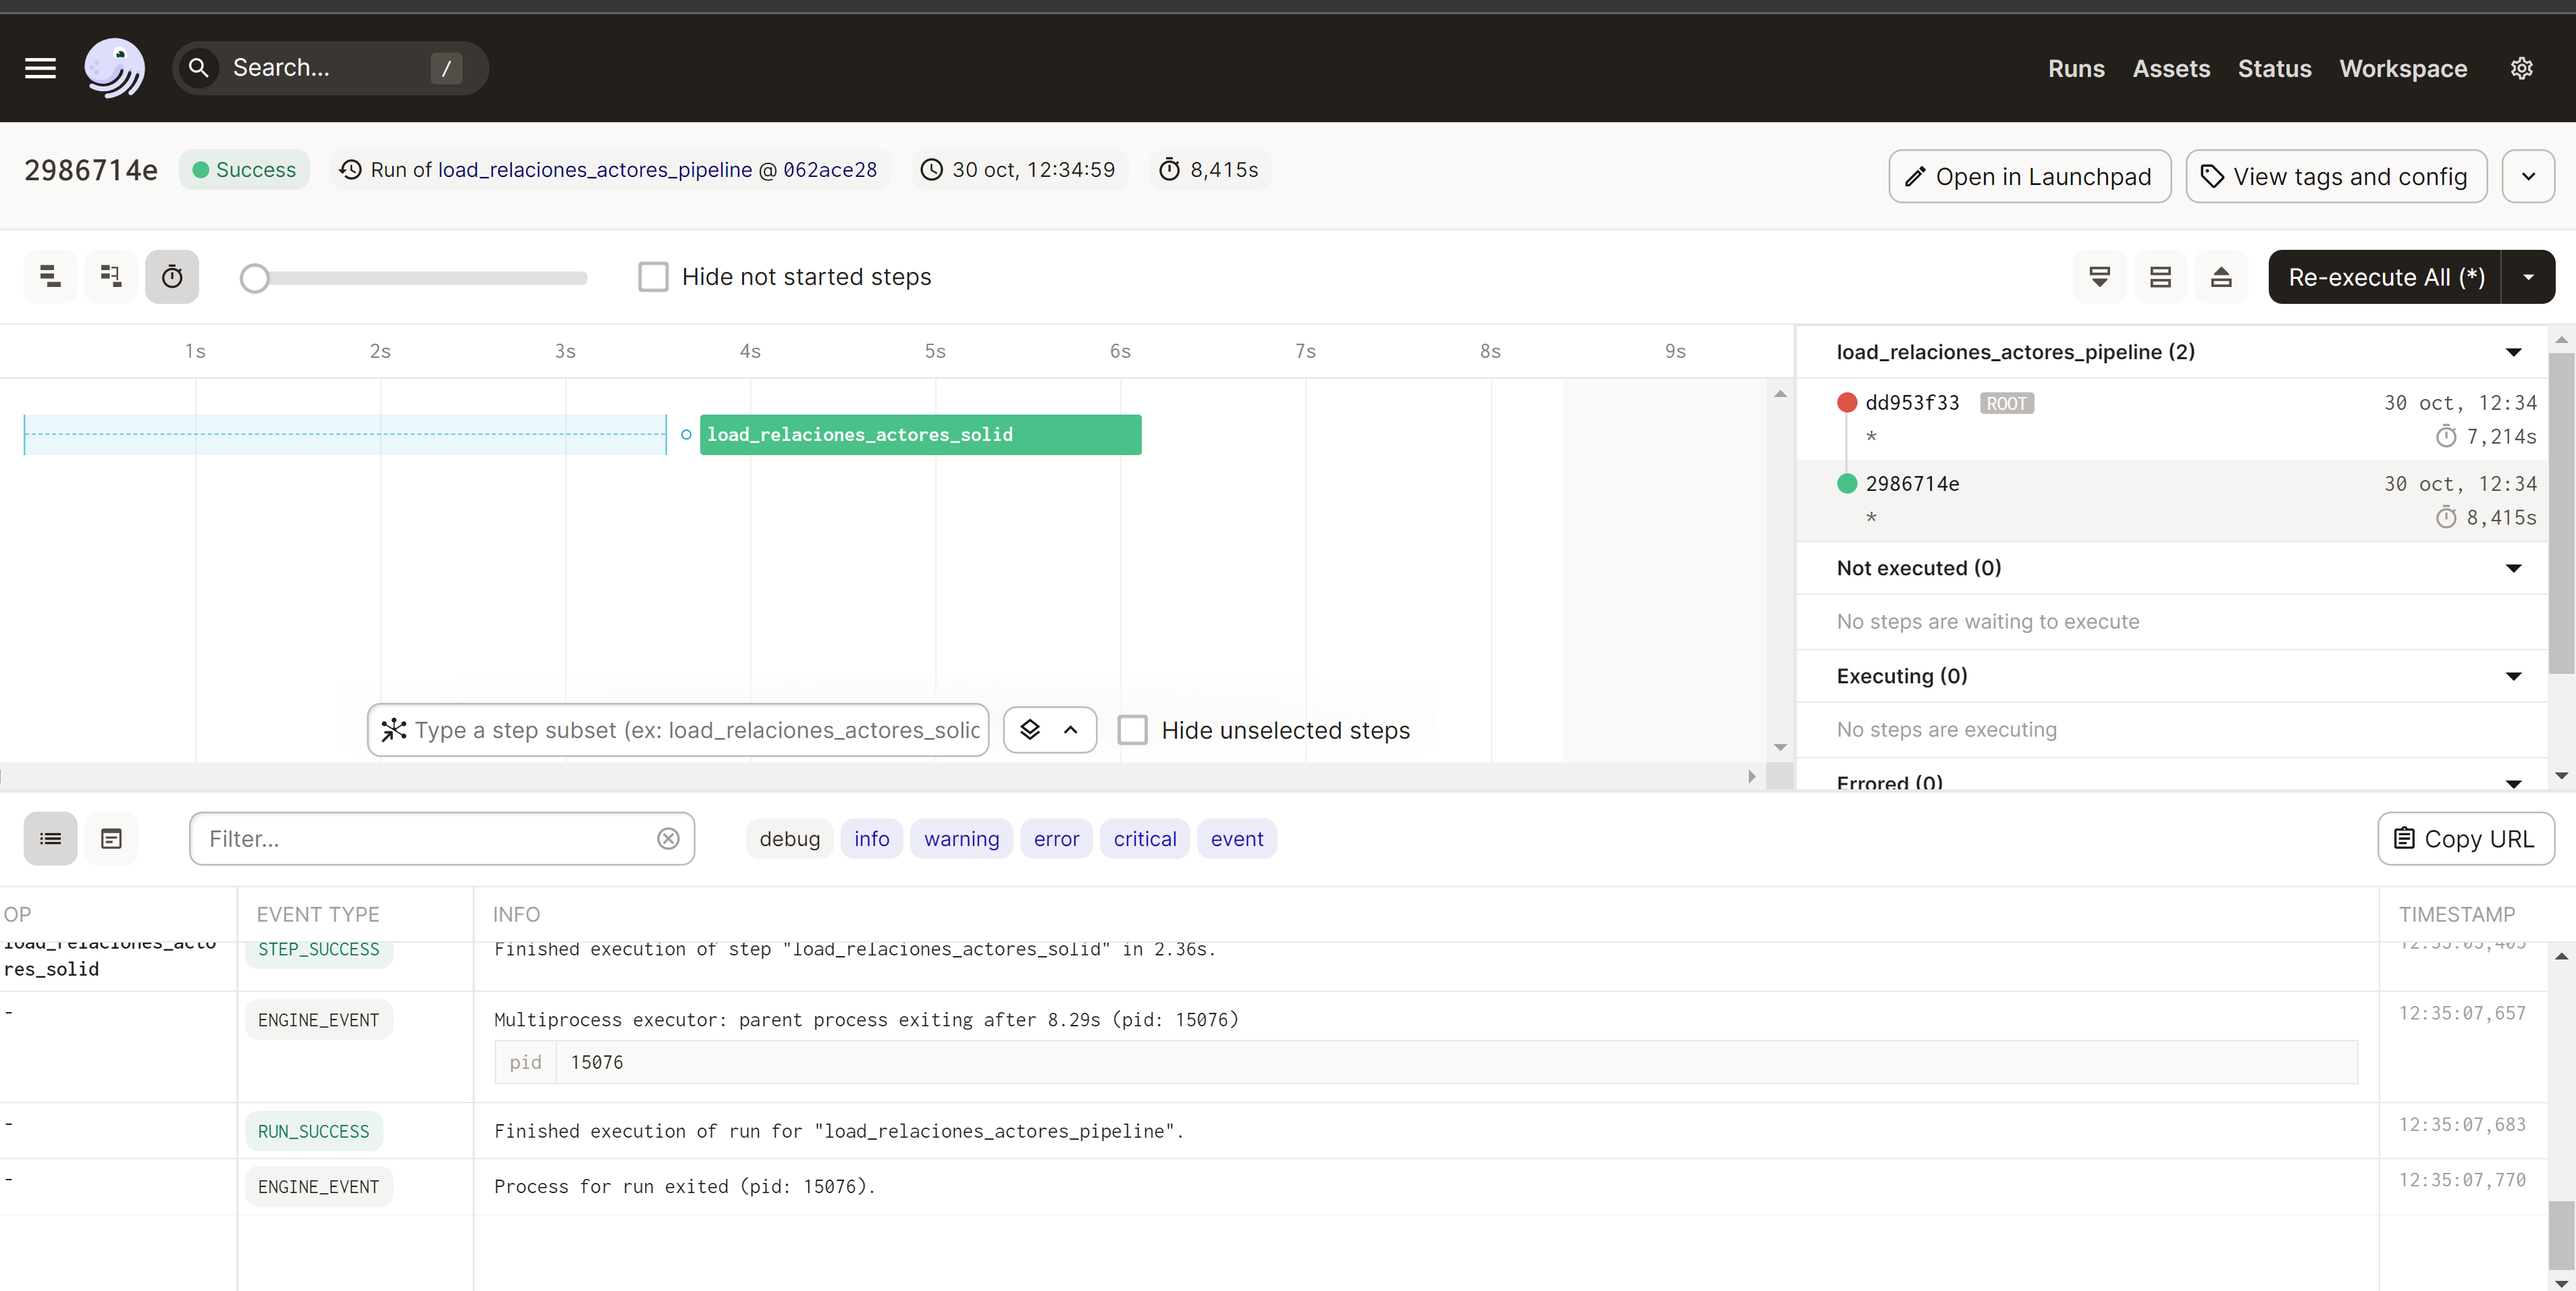 Search... /
Runs Assets Status Workspace
2986714e Success Run of load_relaciones_actores_pipeline @ 062ace28 30 oct, 12:34:59 8,415s
Open in Launchpad View tags and config
Hide not started steps
Re-execute All (*)
1s 2s 3s 4s 5s 6s 7s 8s 9s
load_relaciones_actores_solid
Type a step subset (ex: load_relaciones_actores_solid
Hide unselected steps
load_relaciones_actores_pipeline (2)
dd953f33 ROOT 30 oct, 12:34
* 7,214s
2986714e 30 oct, 12:34
* 8,415s
Not executed (0)
No steps are waiting to execute
Executing (0)
No steps are executing
Errored (0)
Filter... debug info warning error critical event Copy URL
OP EVENT TYPE INFO TIMESTAMP
load_relaciones_acto STEP_SUCCESS Finished execution of step "load_relaciones_actores_solid" in 2.36s.
res_solid
- ENGINE_EVENT Multiprocess executor: parent process exiting after 8.29s (pid: 15076) 12:35:07,657
pid 15076
- RUN_SUCCESS Finished execution of run for "load_relaciones_actores_pipeline". 12:35:07,683
- ENGINE_EVENT Process for run exited (pid: 15076). 12:35:07,770